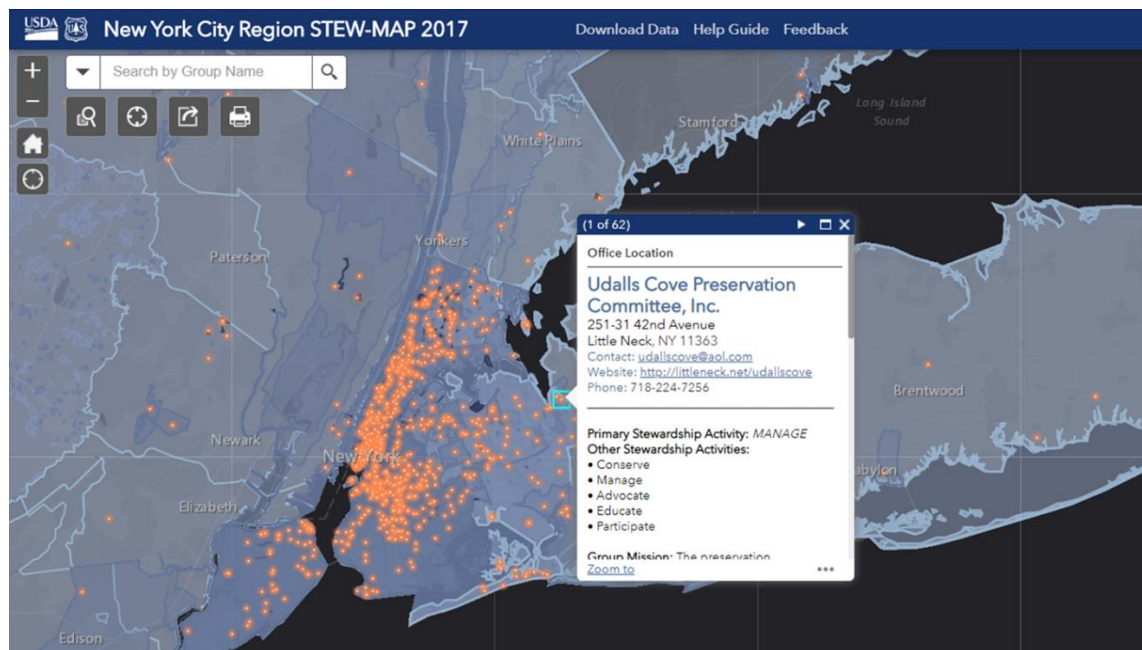 USDA
New York City Region STEW-MAP 2017
Download Data Help Guide Feedback
+
Search by Group Name
−
Long Island
Sound
Stamford
White Plains
(1 of 62)
Office Location
Yonkers
Paterson
Udalls Cove Preservation
Committee, Inc.
251-31 42nd Avenue
Little Neck, NY 11363
Contact: udallscove@aol.com
Website: http://littleneck.net/udallscove
Phone: 718-224-7256
Brentwood
Primary Stewardship Activity: MANAGE
Other Stewardship Activities:
• Conserve
• Manage
• Advocate
• Educate
• Participate
Newark
New York
abylon
Elizabeth
Group Mission: The preservation
Zoom to
Edison